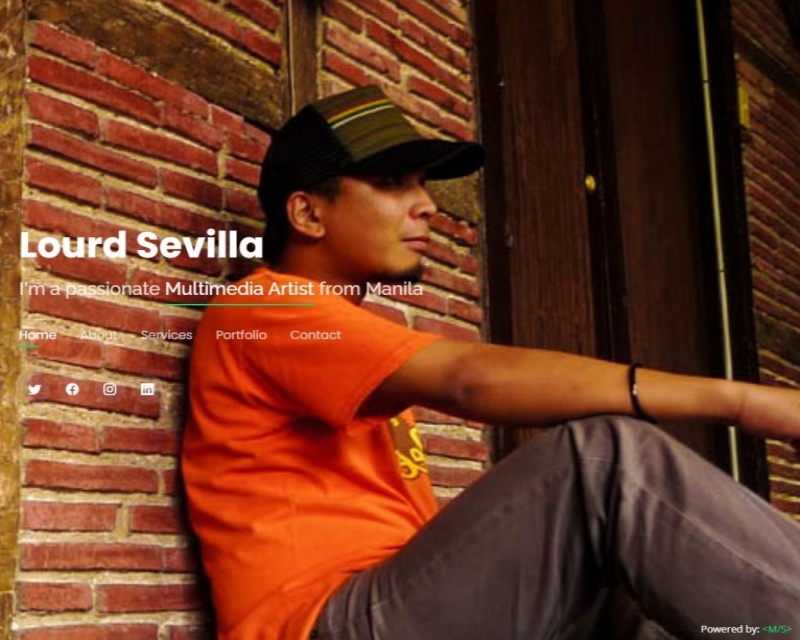 Lourd Sevilla
I'm a passionate Multimedia Artist from Manila
Home About Services Portfolio Contact
Powered by: <M/S>